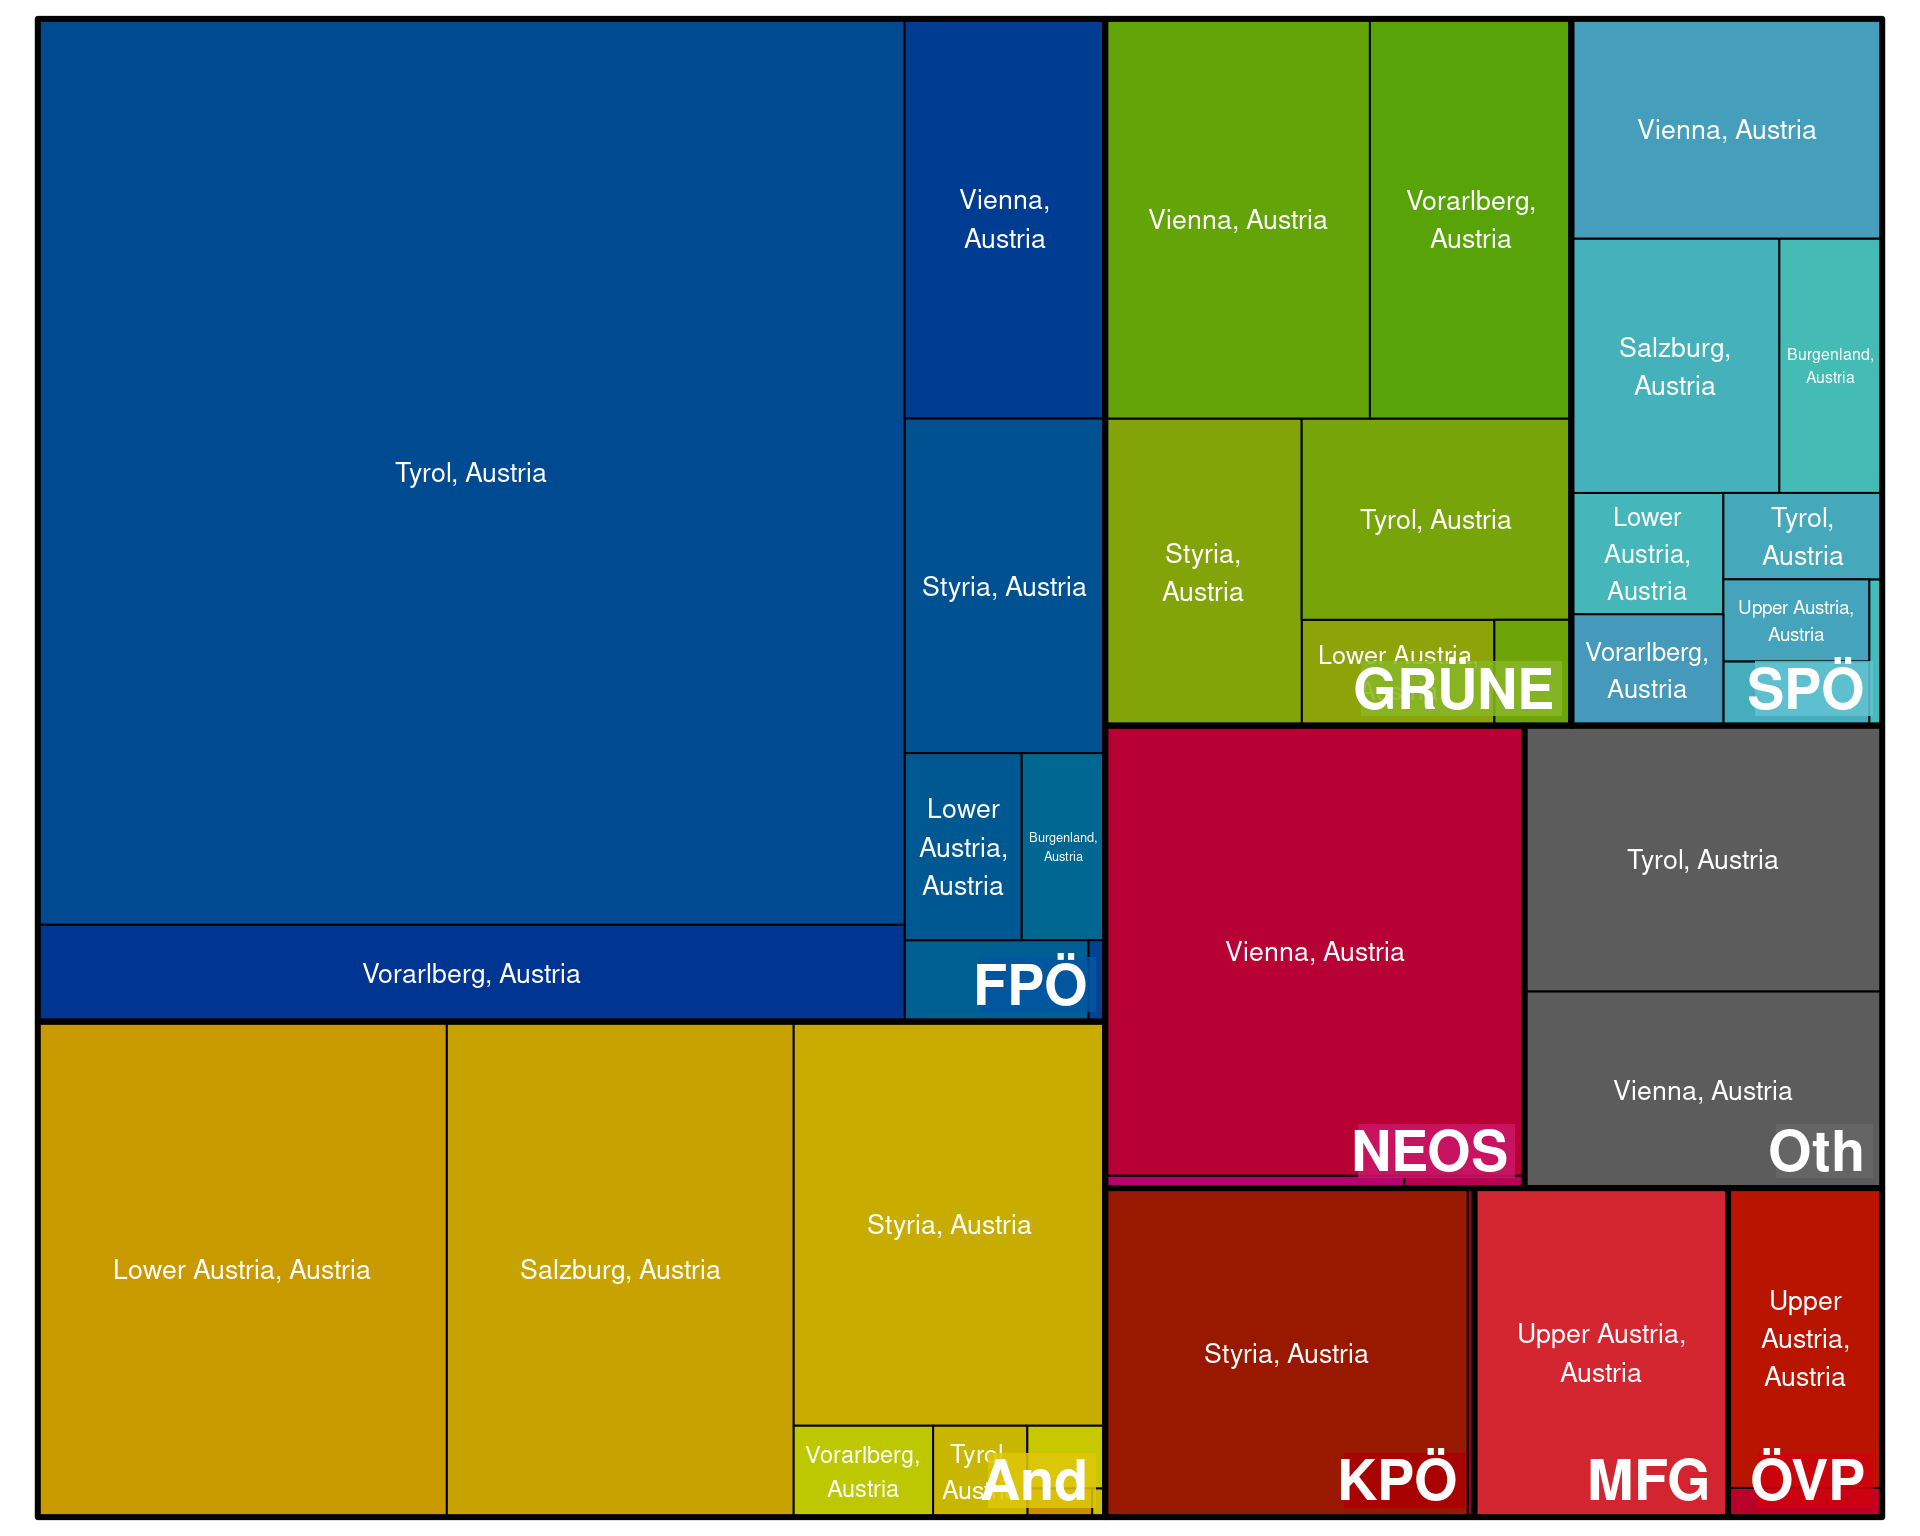 Tyrol, Austria
Vorarlberg, Austria
Vienna,
Austria
Styria, Austria
Lower
Austria,
Austria
Burgenland,
Austria
FPÖ
Lower Austria, Austria
Salzburg, Austria
Styria, Austria
Vorarlberg,
Austria
Tyrol,
Austria
And
Vienna, Austria
Vorarlberg,
Austria
Styria,
Austria
Tyrol, Austria
Lower Austria,
Austria
GRÜNE
Vienna, Austria
Salzburg,
Austria
Burgenland,
Austria
Lower
Austria,
Austria
Tyrol,
Austria
Upper Austria,
Austria
Vorarlberg,
Austria
SPÖ
Vienna, Austria
NEOS
Tyrol, Austria
Vienna, Austria
Oth
Styria, Austria
KPÖ
Upper Austria,
Austria
MFG
Upper
Austria,
Austria
ÖVP